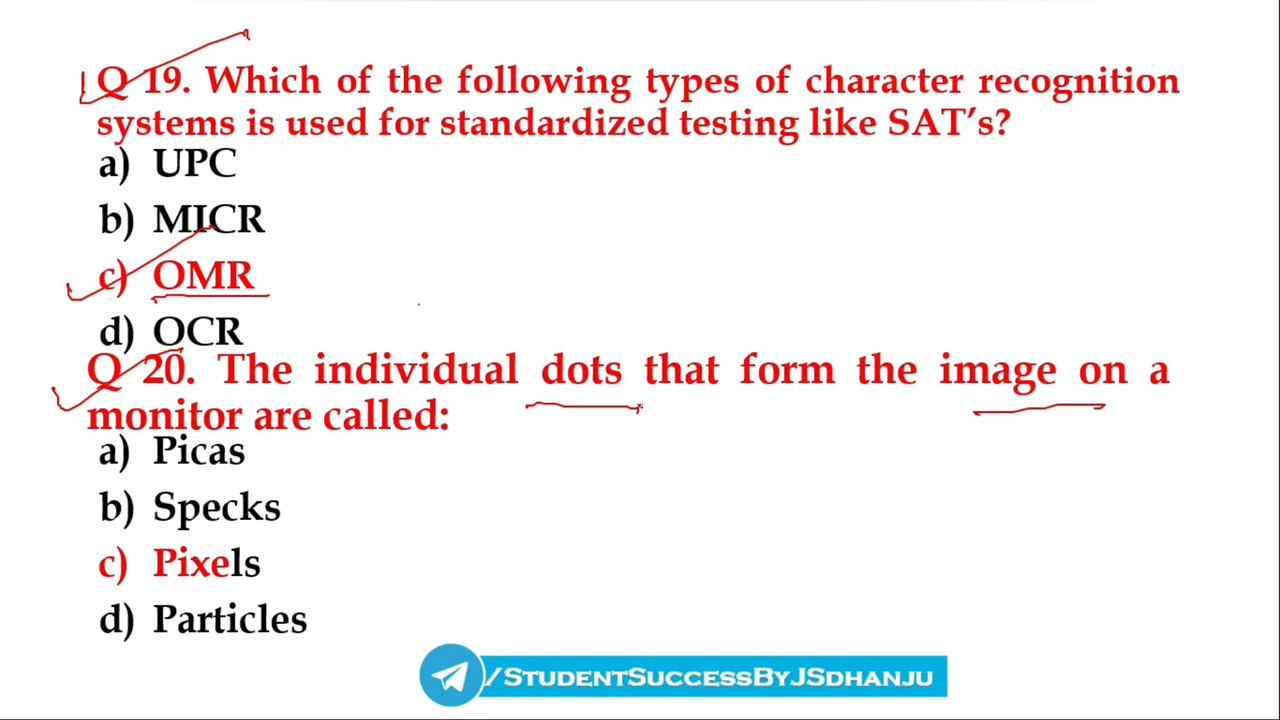 Q 19. Which of the following types of character recognition
systems is used for standardized testing like SAT’s?
a) UPC
b) MICR
c) OMR
d) OCR
Q 20. The individual dots that form the image on a
monitor are called:
a) Picas
b) Specks
c) Pixels
d) Particles
/STUDENTSUCCESSBYJSDHANJU